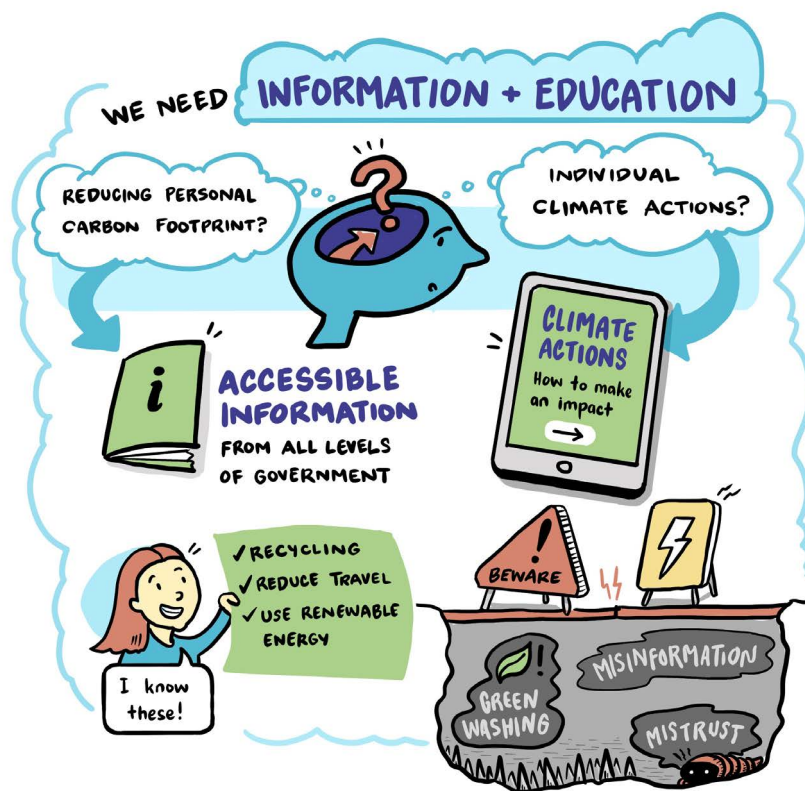 WE NEED INFORMATION + EDUCATION
REDUCING PERSONAL
CARBON FOOTPRINT?
INDIVIDUAL
CLIMATE ACTIONS?
?
i
ACCESSIBLE
INFORMATION
FROM ALL LEVELS
OF GOVERNMENT
CLIMATE
ACTIONS
How to make
an impact
→
✓ RECYCLING
✓ REDUCE TRAVEL
✓ USE RENEWABLE
ENERGY
I know
these!
!
BEWARE
!
GREEN
WASHING
MISINFORMATION
MISTRUST